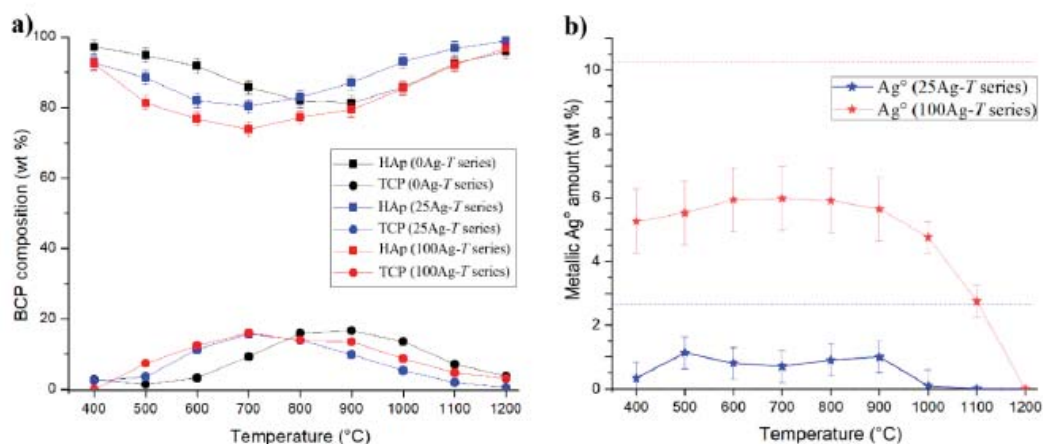 a)
BCP composition (wt %)
100
80
60
40
20
0
HAp (0Ag-T series)
TCP (0Ag-T series)
HAp (25Ag-T series)
TCP (25Ag-T series)
HAp (100Ag-T series)
TCP (100Ag-T series)
400 500 600 700 800 900 1000 1100 1200
Temperature (°C)
b)
Metallic Ag° amount (wt %)
10
8
6
4
2
0
Ag° (25Ag-T series)
Ag° (100Ag-T series)
400 500 600 700 800 900 1000 1100 1200
Temperature (°C)